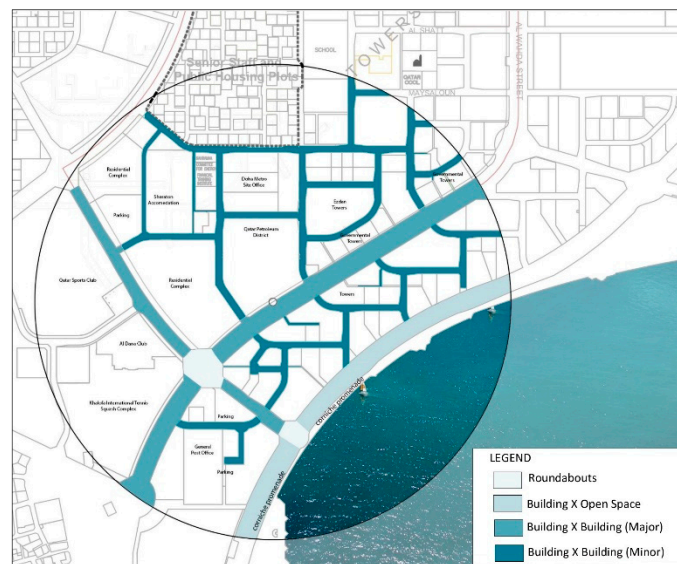 TOWERS
SCHOOL
AL SHATT
AL WAHDA STREET
Senior Staff and
Public Housing Plots
QATAR
COOL
MAYSALOUN
Residential
Complex
Doha Metro
Site Office
Governmental
Towers
Sheraton
Accomodation
Parking
Ezdan
Towers
Qatar Petroleum
District
Governmental
Towers
Qatar Sports Club
Residential
Complex
Towers
Al Dana Club
corniche promenade
Khalifa International Tennis
Squash Complex
Parking
General
Post Office
Parking
corniche promenade
LEGEND
Roundabouts
Building X Open Space
Building X Building (Major)
Building X Building (Minor)